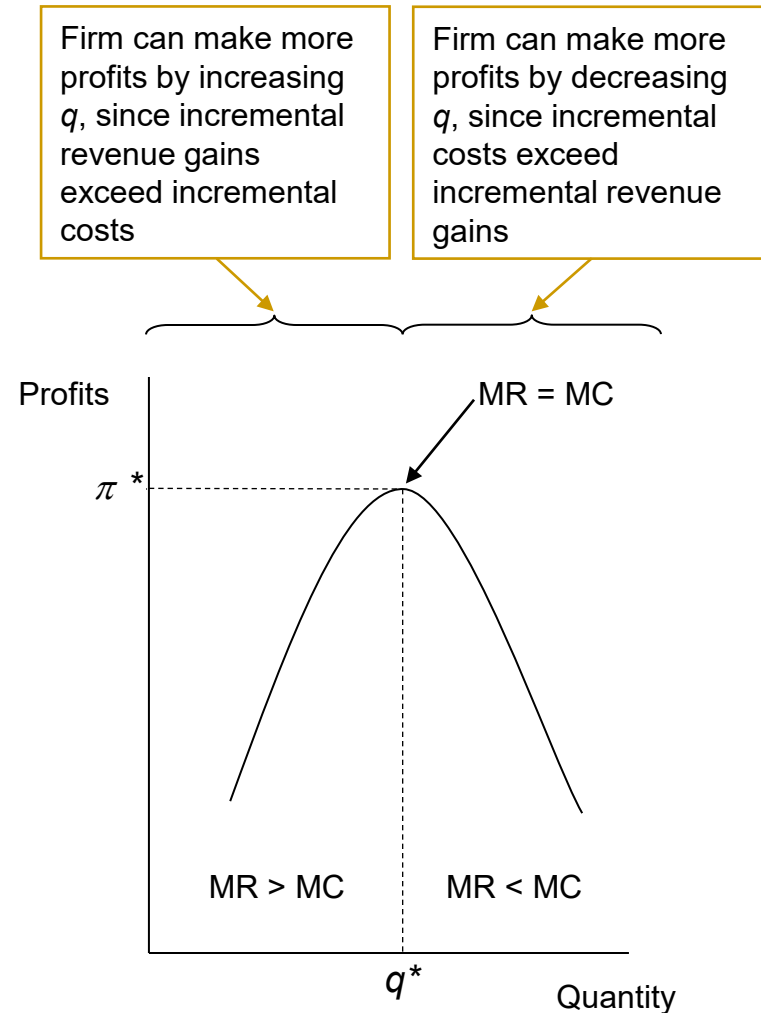 Firm can make more
profits by increasing
q, since incremental
revenue gains
exceed incremental
costs
Firm can make more
profits by decreasing
q, since incremental
costs exceed
incremental revenue
gains
Profits
MR = MC
π *
MR > MC
MR < MC
q*
Quantity